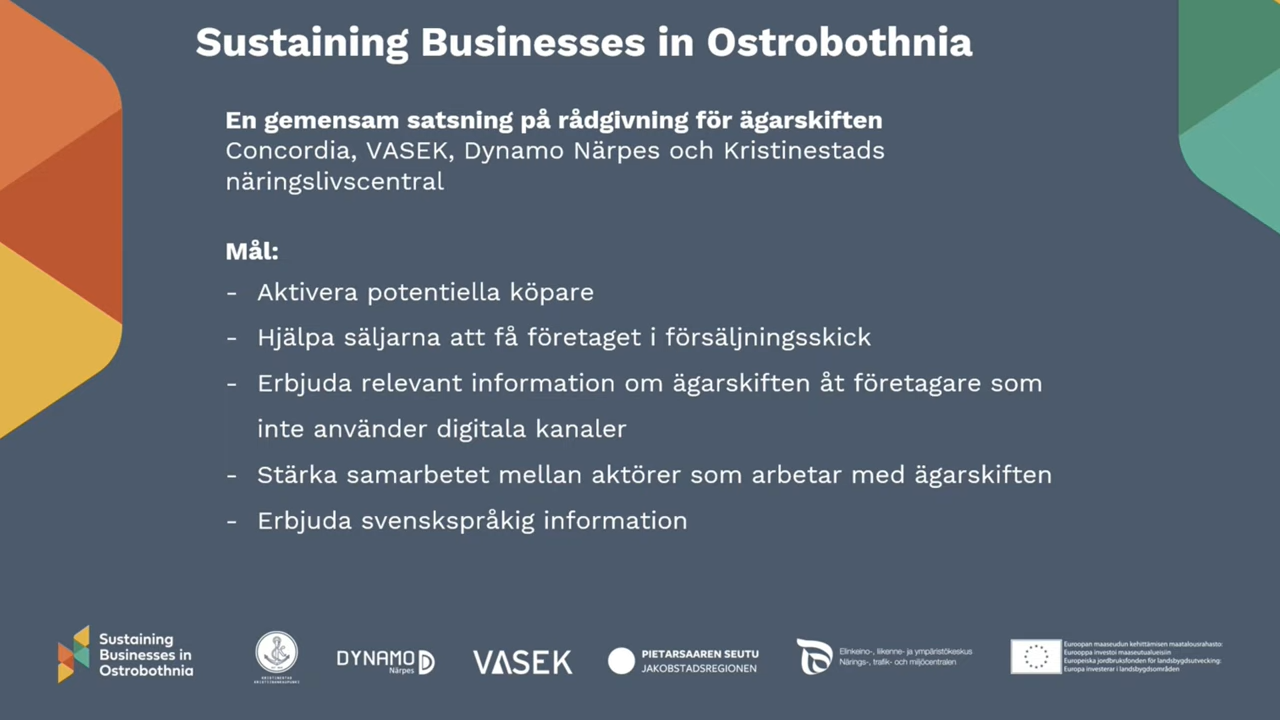 Sustaining Businesses in Ostrobothnia
En gemensam satsning på rådgivning för ägarskiften
Concordia, VASEK, Dynamo Närpes och Kristinestads
näringslivscentral
Mål:
- Aktivera potentiella köpare
- Hjälpa säljarna att få företaget i försäljningsskick
- Erbjuda relevant information om ägarskiften åt företagare som
inte använder digitala kanaler
- Stärka samarbetet mellan aktörer som arbetar med ägarskiften
- Erbjuda svenskspråkig information
Sustaining
Businesses in
Ostrobothnia
KRISTINESTAD
KRISTIINANKAUPUNKI
DYNAMO
Närpes
VASEK
PIETARSAAREN SEUTU
JAKOBSTADSREGIONEN
Elinkeino-, liikenne- ja ympäristökeskus
Närings-, trafik- och miljöcentralen
Euroopan maaseudun kehittämisen maatalousrahasto:
Eurooppa investoi maaseutualueisiin
Europeiska jordbruksfonden för landsbygdsutveckling:
Europa investerar i landsbygdsområden